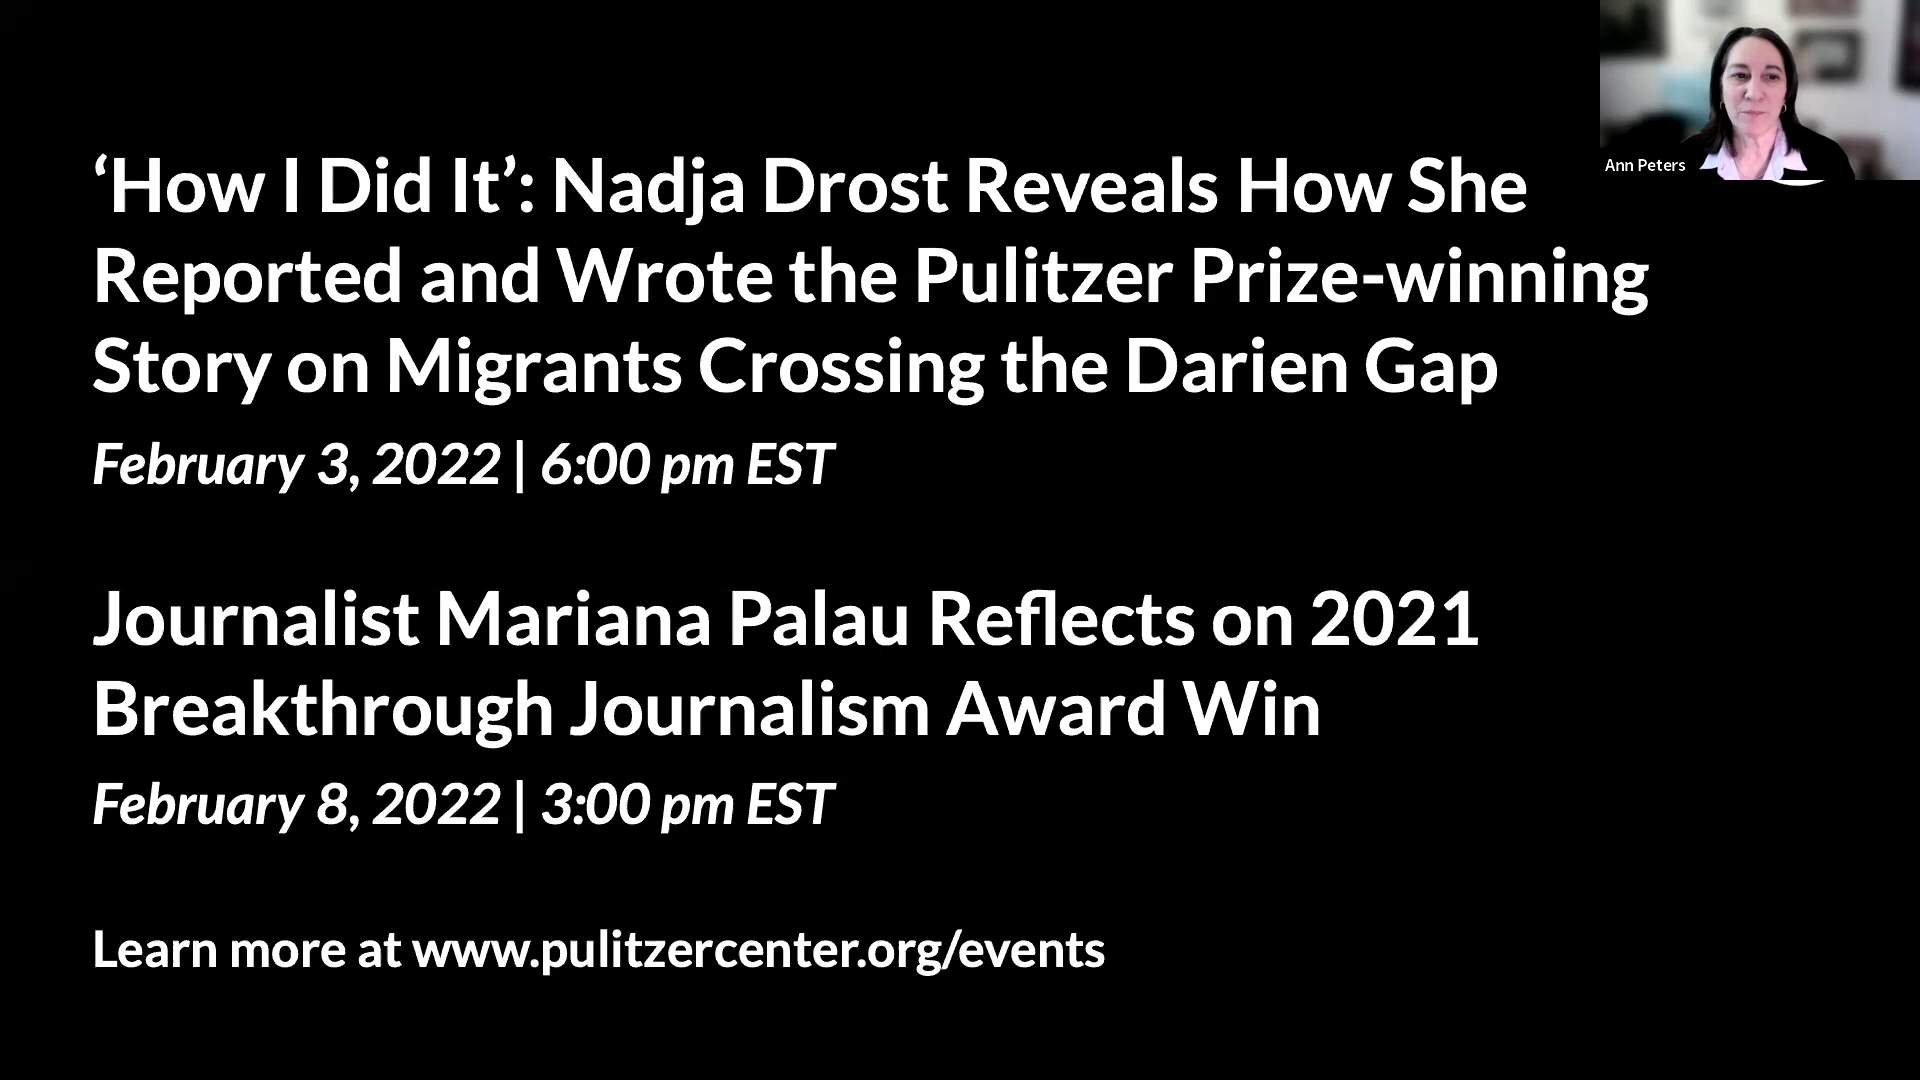 ‘How I Did It’: Nadja Drost Reveals How She
Reported and Wrote the Pulitzer Prize-winning
Story on Migrants Crossing the Darien Gap
February 3, 2022 | 6:00 pm EST
Journalist Mariana Palau Reflects on 2021
Breakthrough Journalism Award Win
February 8, 2022 | 3:00 pm EST
Learn more at www.pulitzercenter.org/events
Ann Peters